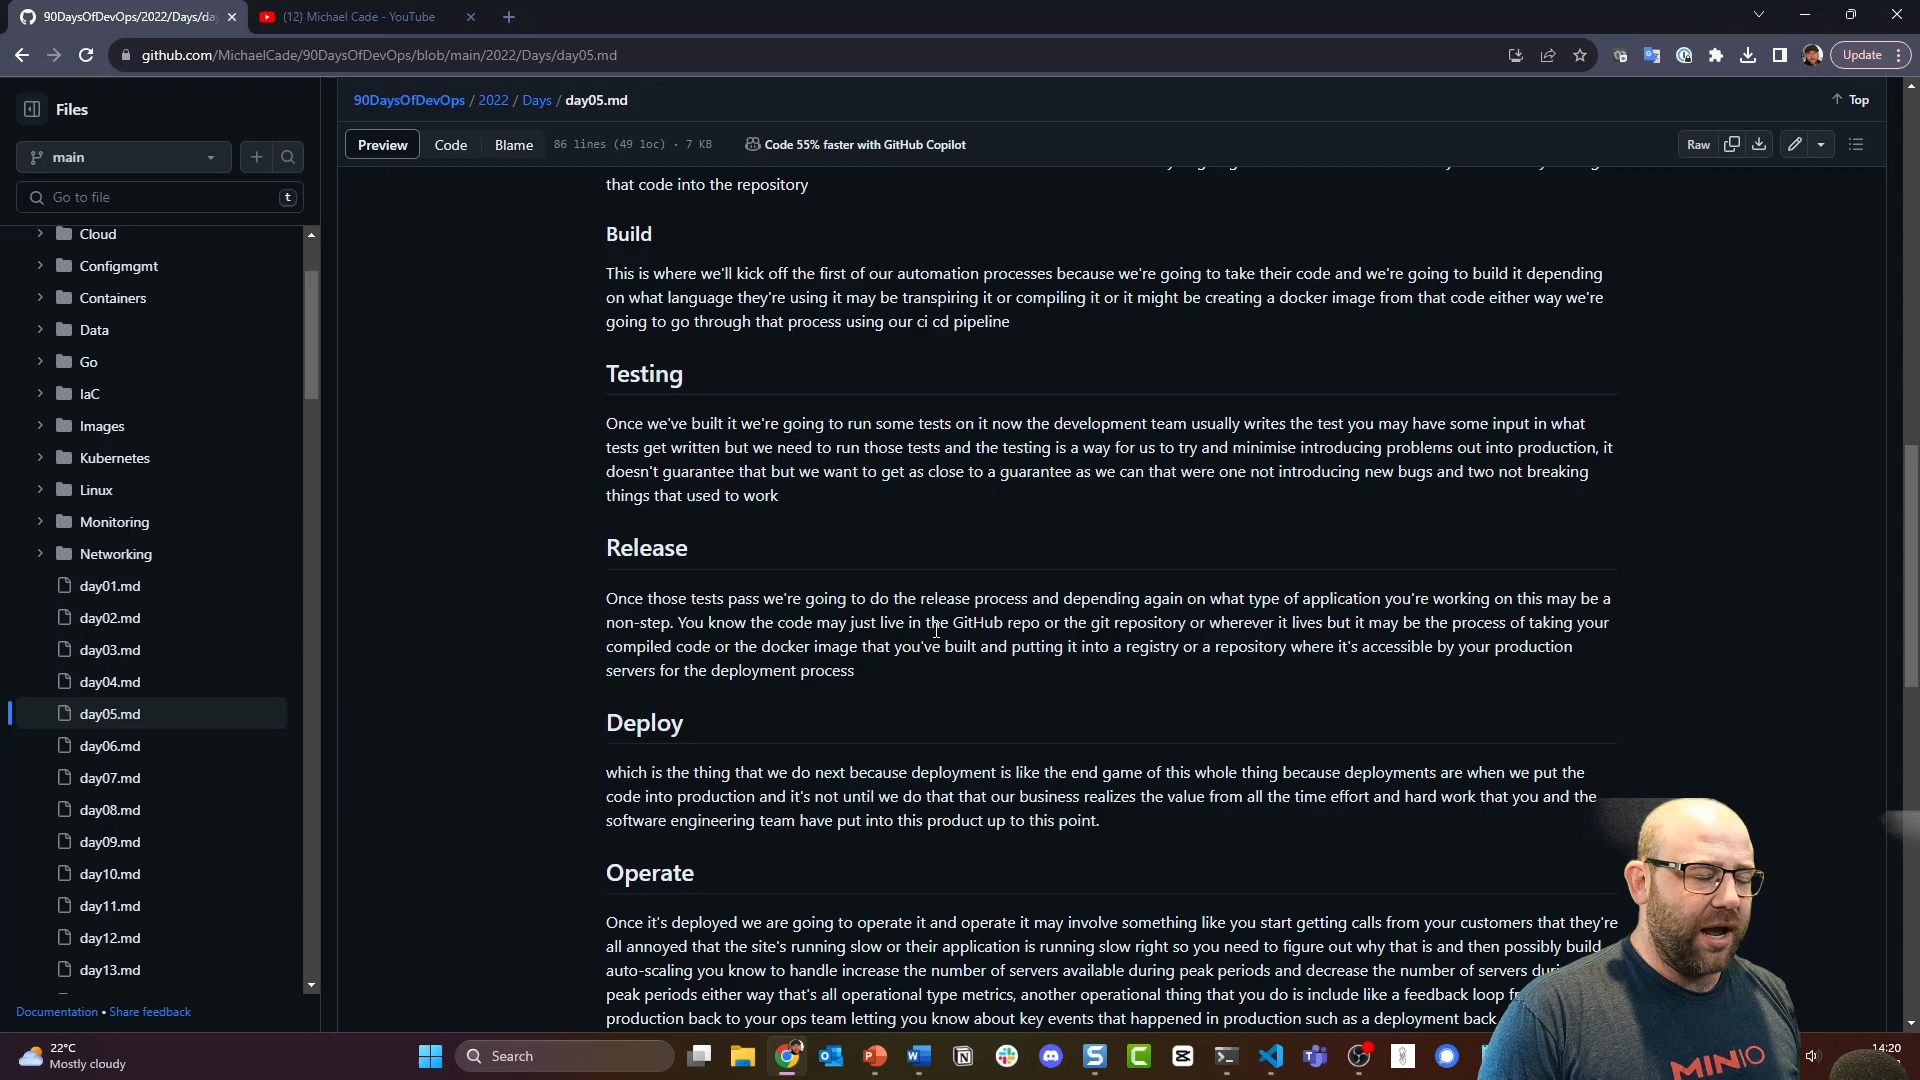 90DaysOfDevOps/2022/Days/da
(12) Michael Cade - YouTube
github.com/MichaelCade/90DaysOfDevOps/blob/main/2022/Days/day05.md
Update
Files
main
Go to file
t
Cloud
Configmgmt
Containers
Data
Go
IaC
Images
Kubernetes
Linux
Monitoring
Networking
day01.md
day02.md
day03.md
day04.md
day05.md
day06.md
day07.md
day08.md
day09.md
day10.md
day11.md
day12.md
day13.md
Documentation • Share feedback
90DaysOfDevOps / 2022 / Days / day05.md
Top
Preview
Code
Blame
86 lines (49 loc) · 7 KB
Code 55% faster with GitHub Copilot
Raw
that code into the repository
Build
This is where we'll kick off the first of our automation processes because we're going to take their code and we're going to build it depending
on what language they're using it may be transpiring it or compiling it or it might be creating a docker image from that code either way we're
going to go through that process using our ci cd pipeline
Testing
Once we've built it we're going to run some tests on it now the development team usually writes the test you may have some input in what
tests get written but we need to run those tests and the testing is a way for us to try and minimise introducing problems out into production, it
doesn't guarantee that but we want to get as close to a guarantee as we can that were one not introducing new bugs and two not breaking
things that used to work
Release
Once those tests pass we're going to do the release process and depending again on what type of application you're working on this may be a
non-step. You know the code may just live in the GitHub repo or the git repository or wherever it lives but it may be the process of taking your
compiled code or the docker image that you've built and putting it into a registry or a repository where it's accessible by your production
servers for the deployment process
Deploy
which is the thing that we do next because deployment is like the end game of this whole thing because deployments are when we put the
code into production and it's not until we do that that our business realizes the value from all the time effort and hard work that you and the
software engineering team have put into this product up to this point.
Operate
Once it's deployed we are going to operate it and operate it may involve something like you start getting calls from your customers that they're
all annoyed that the site's running slow or their application is running slow right so you need to figure out why that is and then possibly build
auto-scaling you know to handle increase the number of servers available during peak periods and decrease the number of servers
peak periods either way that's all operational type metrics, another operational thing that you do is include like a feedback loop
production back to your ops team letting you know about key events that happened in production such as a deployment back
MINIO
22°C
Mostly cloudy
Search
14:20